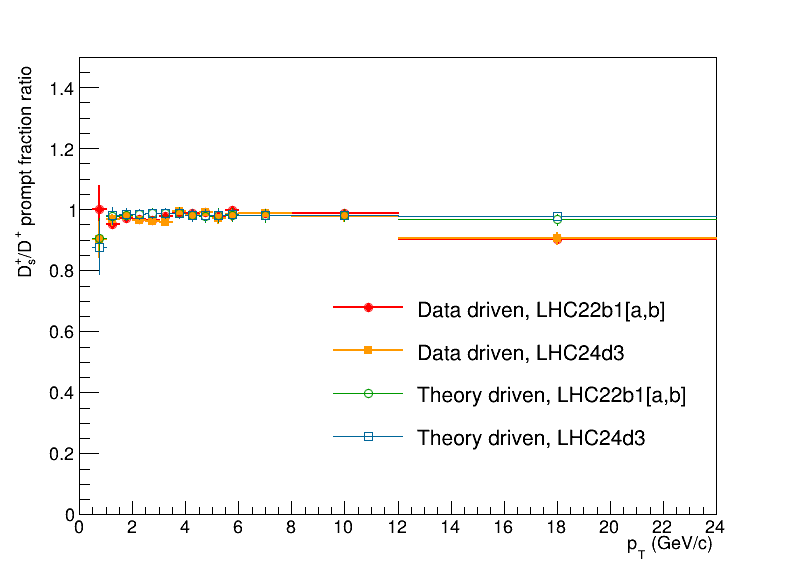 D_s^+/D^+ prompt fraction ratio
1.4
1.2
1
0.8
0.6
0.4
0.2
0
Data driven, LHC22b1[a,b]
Data driven, LHC24d3
Theory driven, LHC22b1[a,b]
Theory driven, LHC24d3
0 2 4 6 8 10 12 14 16 18 20 22 24
p_T (GeV/c)